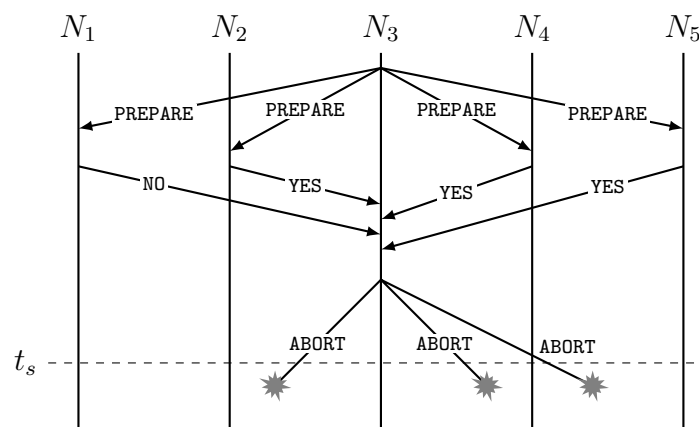 N1 N2 N3 N4 N5
PREPARE PREPARE PREPARE PREPARE
NO YES YES YES
ABORT ABORT ABORT
ts